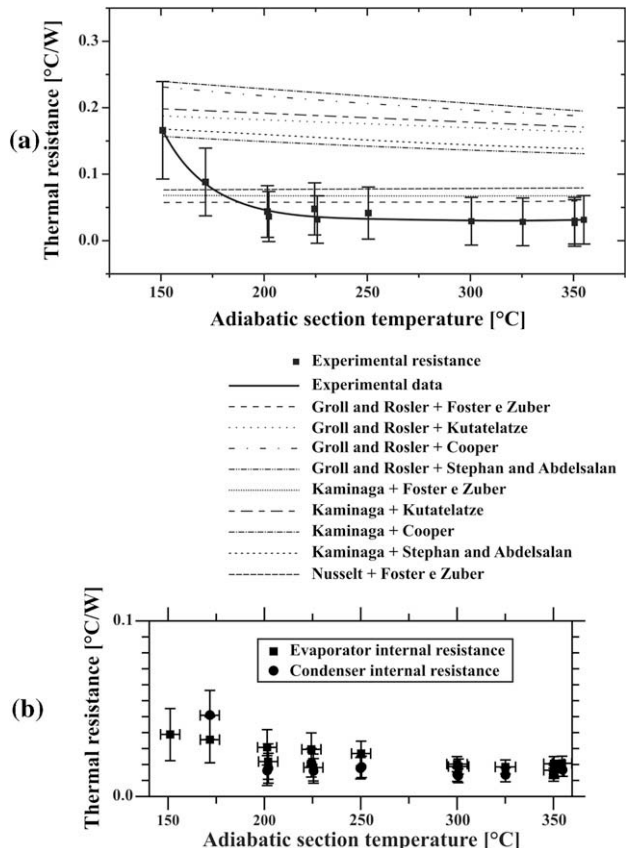 (a)
Thermal resistance [°C/W]
0.3
0.2
0.1
0.0
150 200 250 300 350
Adiabatic section temperature [°C]
Experimental resistance
Experimental data
Groll and Rosler + Foster e Zuber
Groll and Rosler + Kutatelatze
Groll and Rosler + Cooper
Groll and Rosler + Stephan and Abdelsalan
Kaminaga + Foster e Zuber
Kaminaga + Kutatelatze
Kaminaga + Cooper
Kaminaga + Stephan and Abdelsalan
Nusselt + Foster e Zuber
(b)
Thermal resistance [°C/W]
0.1
0.0
Evaporator internal resistance
Condenser internal resistance
150 200 250 300 350
Adiabatic section temperature [°C]